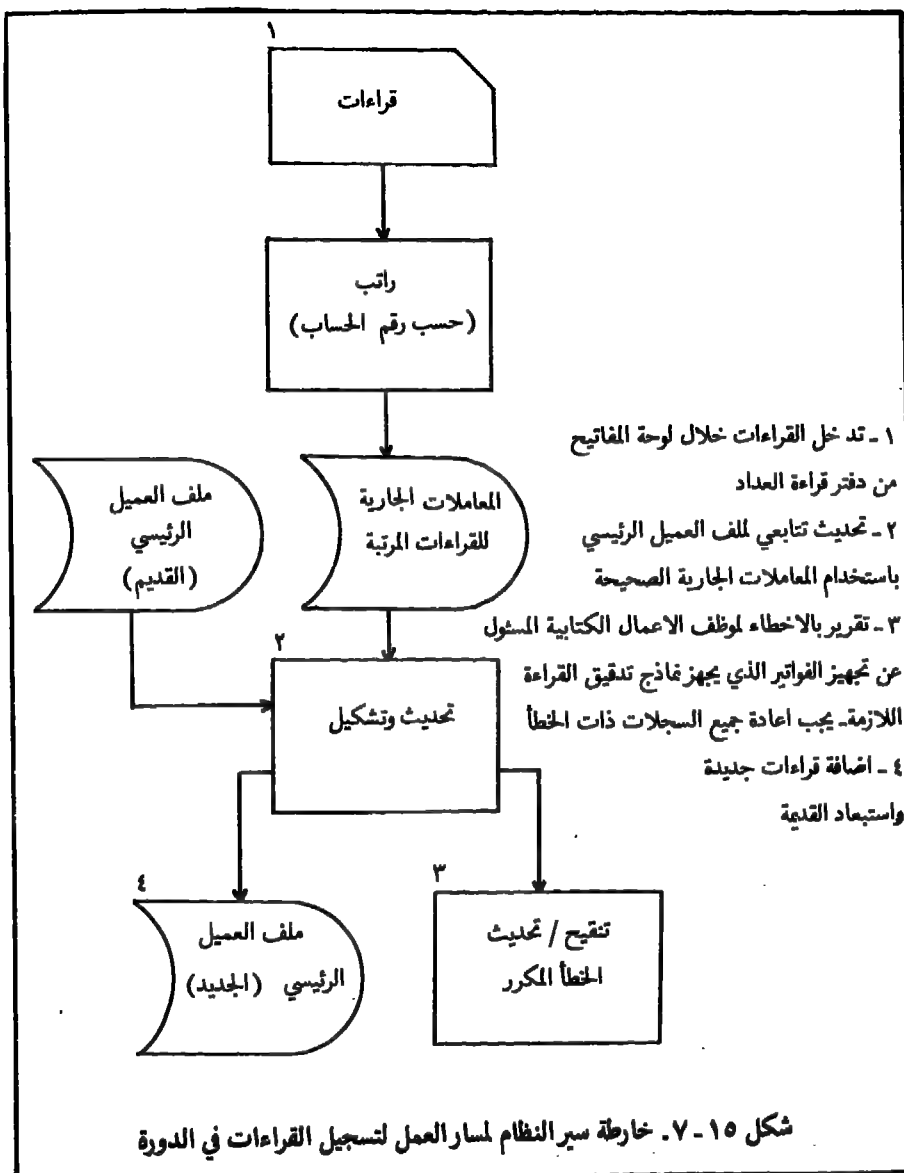 ١
قراءات
راتب
(حسب رقم الحساب)
المعاملات الجارية
للقراءات المرتبة
ملف العميل
الرئيسي
(القديم)
٢
تحديث وتشكيل
١ ـ تدخل القراءات خلال لوحة المفاتيح
من دفتر قراءة العداد
٢ ـ تحديث تتابعي لملف العميل الرئيسي
باستخدام المعاملات الجارية الصحيحة
٣ ـ تقرير بالاخطاء لموظف الاعمال الكتابية المسئول
عن تجهيز الفواتير الذي يجهز نماذج تدقيق القراءة
اللازمة ـ يجب اعادة جميع السجلات ذات الخطأ
٤ ـ اضافة قراءات جديدة
واستبعاد القديمة
٣
تنقيح / تحديث
الخطأ المكرر
٤
ملف العميل
الرئيسي (الجديد)
شكل ١٥ ـ ٧. خارطة سير النظام لمسار العمل لتسجيل القراءات في الدورة